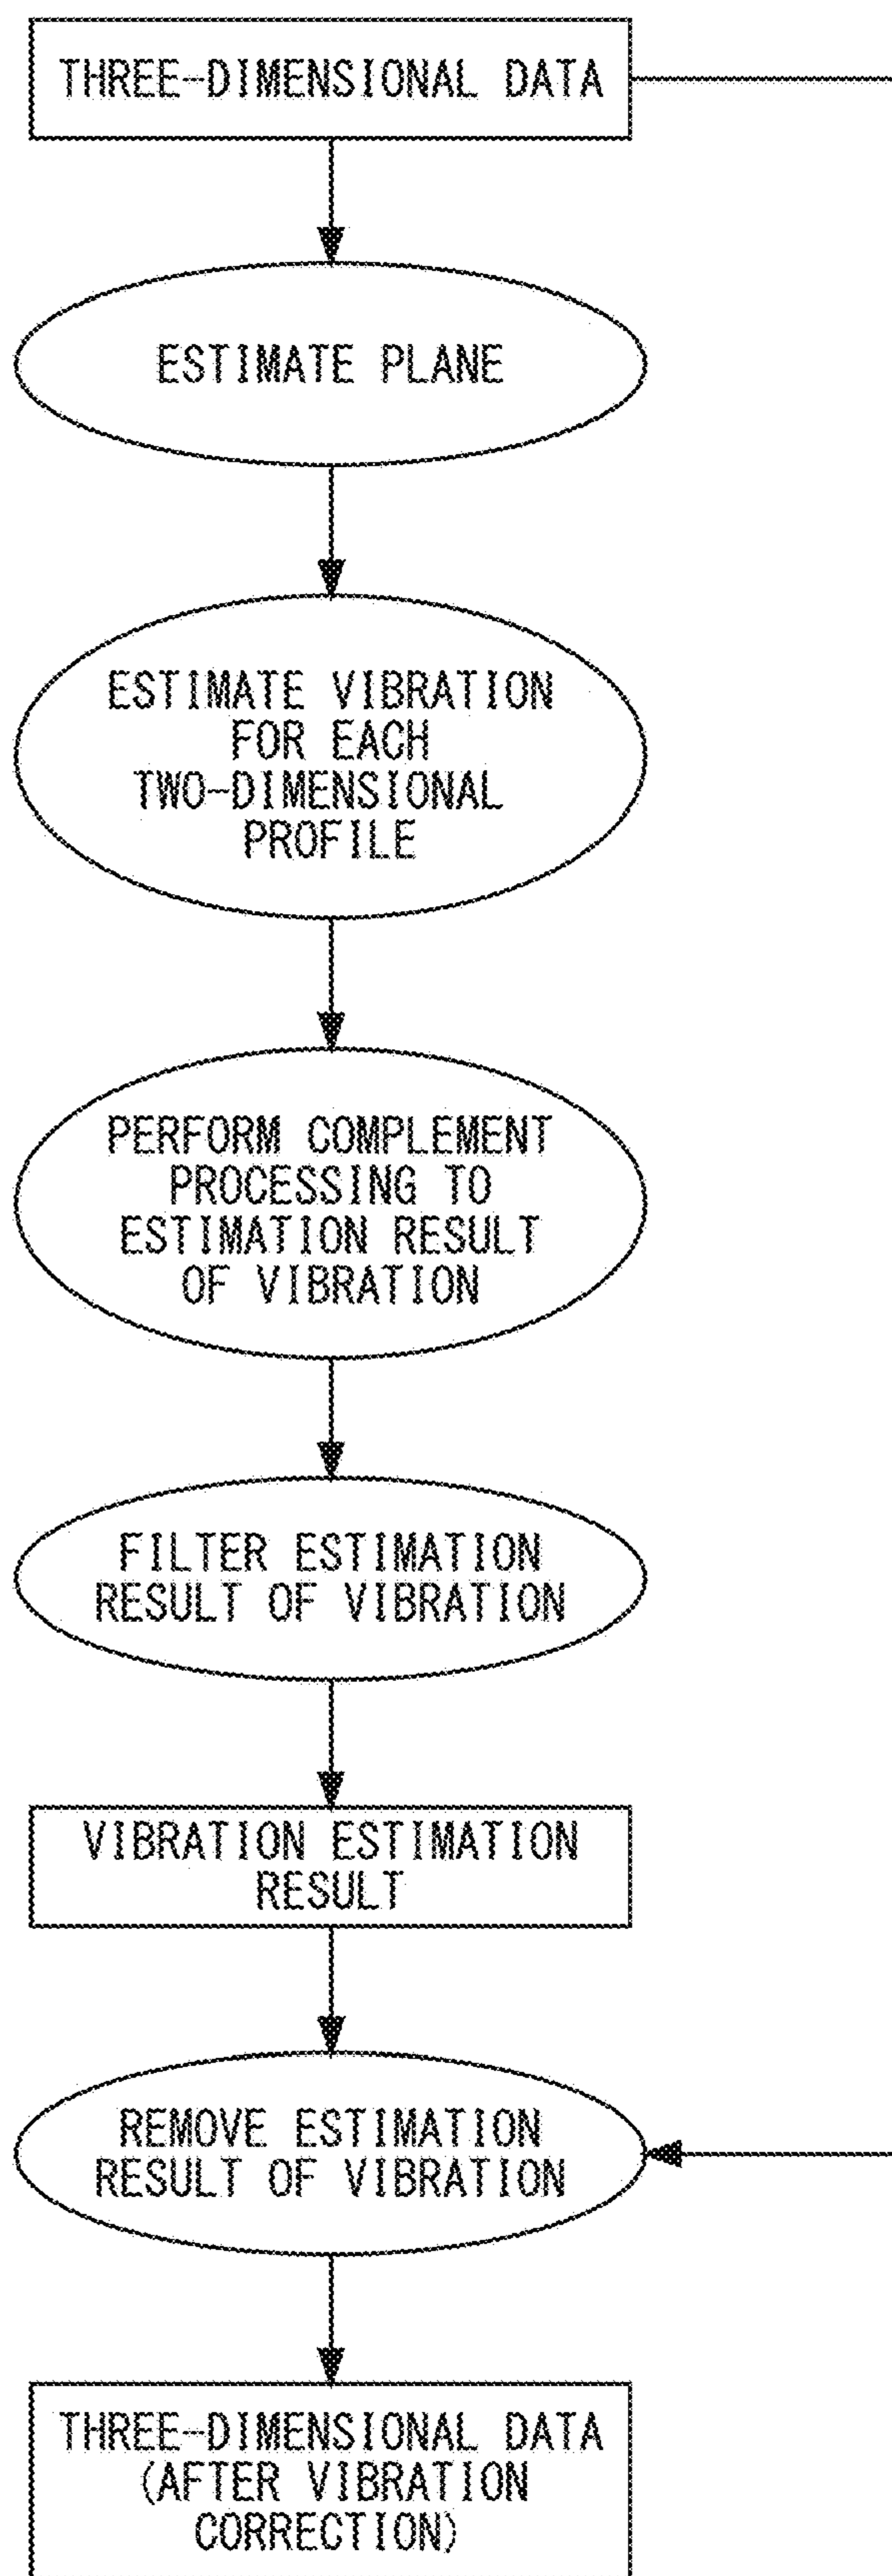 THREE-DIMENSIONAL DATA
ESTIMATE PLANE
ESTIMATE VIBRATION
FOR EACH
TWO-DIMENSIONAL
PROFILE
PERFORM COMPLEMENT
PROCESSING TO
ESTIMATION RESULT
OF VIBRATION
FILTER ESTIMATION
RESULT OF VIBRATION
VIBRATION ESTIMATION
RESULT
REMOVE ESTIMATION
RESULT OF VIBRATION
THREE-DIMENSIONAL DATA
(AFTER VIBRATION
CORRECTION)